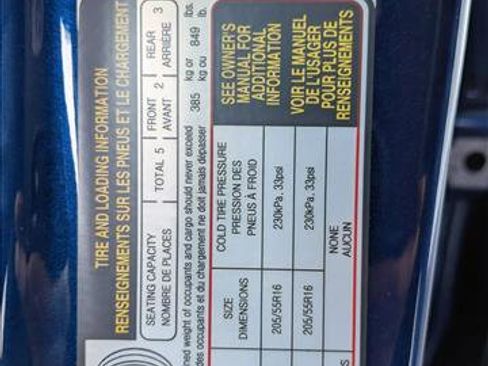 TIRE AND LOADING INFORMATION
RENSEIGNEMENTS SUR LES PNEUS ET LE CHARGEMENT
SEATING CAPACITY
NOMBRE DE PLACES
TOTAL 5
FRONT
AVANT 2
REAR
ARRIÈRE 3
weight of occupants and cargo should never exceed 385 kg or 849 lbs.
des occupants et du chargement ne doit jamais dépasser kg ou lb.
SIZE
DIMENSIONS
COLD TIRE PRESSURE
PRESSION DES
PNEUS À FROID
205/55R16 230kPa, 33psi
205/55R16 230kPa, 33psi
NONE
AUCUN
SEE OWNER'S
MANUAL FOR
ADDITIONAL
INFORMATION
VOIR LE MANUEL
DE L'USAGER
POUR PLUS DE
RENSEIGNEMENTS